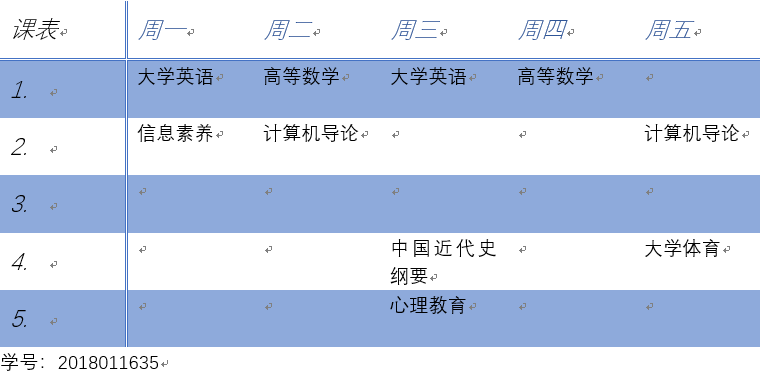 课表 周一 周二 周三 周四 周五
1. 大学英语 高等数学 大学英语 高等数学
2. 信息素养 计算机导论 计算机导论
3.
4. 中国近代史 大学体育
纲要
5. 心理教育
学号：2018011635